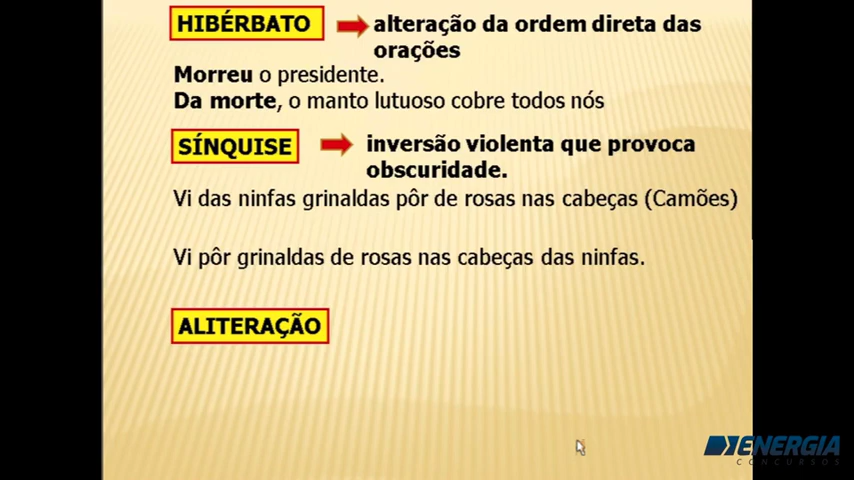 HIBÉRBATO
alteração da ordem direta das
orações
Morreu o presidente.
Da morte, o manto lutuoso cobre todos nós
SÍNQUISE
inversão violenta que provoca
obscuridade.
Vi das ninfas grinaldas pôr de rosas nas cabeças (Camões)
Vi pôr grinaldas de rosas nas cabeças das ninfas.
ALITERAÇÃO
ENERGIA
CONCURSOS